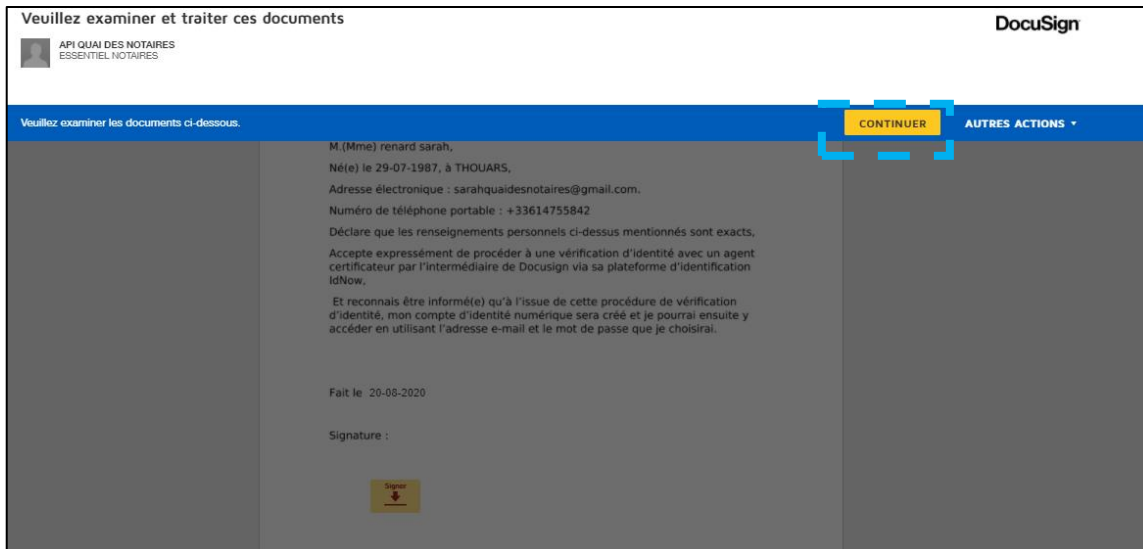 Veuillez examiner et traiter ces documents
DocuSign
API QUAI DES NOTAIRES
ESSENTIEL NOTAIRES
Veuillez examiner les documents ci-dessous.
CONTINUER
AUTRES ACTIONS
M.(Mme) renard sarah,
Né(e) le 29-07-1987, à THOUARS,
Adresse électronique : sarahquaidesnotaires@gmail.com.
Numéro de téléphone portable : +33614755842
Déclare que les renseignements personnels ci-dessus mentionnés sont exacts,
Accepte expressément de procéder à une vérification d'identité avec un agent
certificateur par l'intermédiaire de Docusign via sa plateforme d'identification
IdNow,
Et reconnais être informé(e) qu'à l'issue de cette procédure de vérification
d'identité, mon compte d'identité numérique sera créé et je pourrai ensuite y
accéder en utilisant l'adresse e-mail et le mot de passe que je choisirai.
Fait le 20-08-2020
Signature :
Signer